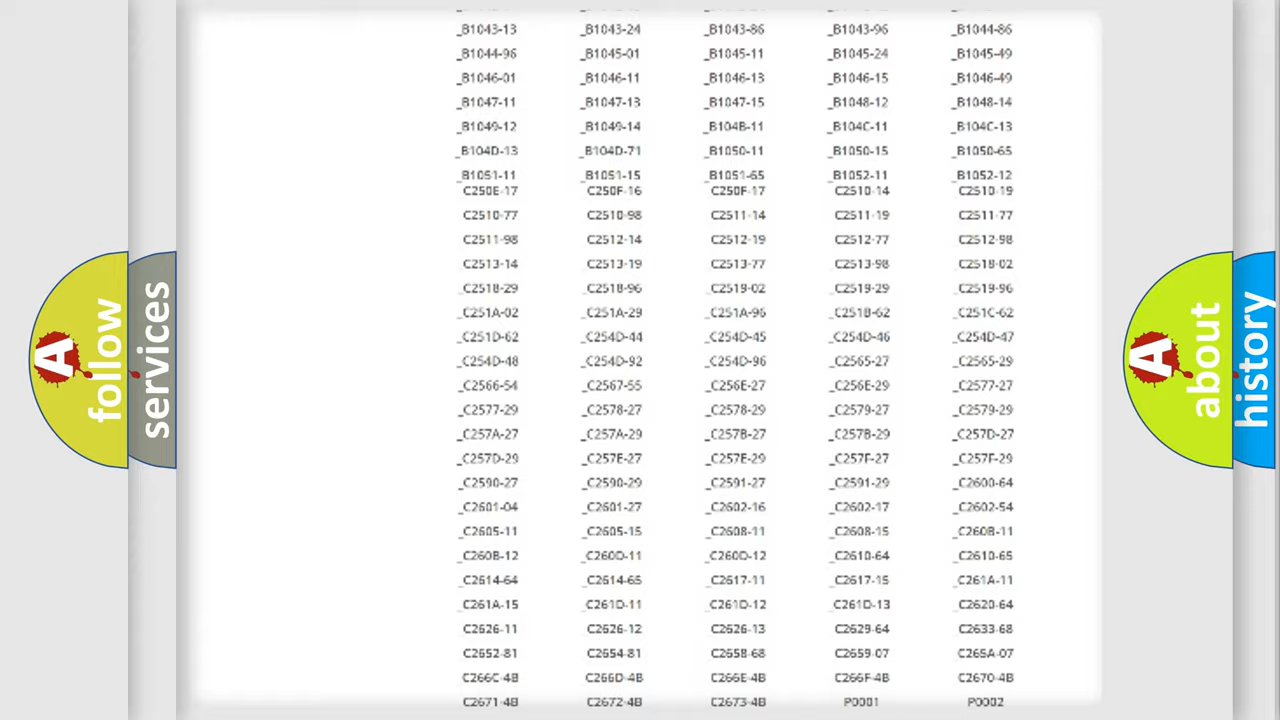 _B1043-13 _B1043-24 _B1043-86 _B1043-96 _B1044-86
_B1044-96 _B1045-01 _B1045-11 _B1045-24 _B1045-49
_B1046-01 _B1046-11 _B1046-13 _B1046-15 _B1046-49
_B1047-11 _B1047-13 _B1047-15 _B1048-12 _B1048-14
_B1049-12 _B1049-14 _B104B-11 _B104C-11 _B104C-13
_B104D-13 _B104D-71 _B1050-11 _B1050-15 _B1050-65
_B1051-11 _B1051-15 _B1051-65 _B1052-11 _B1052-12
C250E-17 C250F-16 C250F-17 C2510-14 C2510-19
C2510-77 C2510-98 C2511-14 C2511-19 C2511-77
C2511-98 C2512-14 C2512-19 C2512-77 C2512-98
C2513-14 C2513-19 C2513-77 C2513-98 C2518-02
_C2518-29 _C2518-96 _C2519-02 _C2519-29 _C2519-96
_C251A-02 _C251A-29 _C251A-96 _C251B-62 _C251C-62
_C251D-62 _C254D-44 _C254D-45 _C254D-46 _C254D-47
_C254D-48 _C254D-92 _C254D-96 _C2565-27 _C2565-29
_C2566-54 _C2567-55 _C256E-27 _C256E-29 _C2577-27
_C2577-29 _C2578-27 _C2578-29 _C2579-27 _C2579-29
_C257A-27 _C257A-29 _C257B-27 _C257B-29 _C257D-27
_C257D-29 _C257E-27 _C257E-29 _C257F-27 _C257F-29
_C2590-27 _C2590-29 _C2591-27 _C2591-29 _C2600-64
_C2601-04 _C2601-27 _C2602-16 _C2602-17 _C2602-54
_C2605-11 _C2605-15 _C2608-11 _C2608-15 _C260B-11
_C260B-12 _C260D-11 _C260D-12 _C2610-64 _C2610-65
_C2614-64 _C2614-65 _C2617-11 _C2617-15 _C261A-11
_C261A-15 _C261D-11 _C261D-12 _C261D-13 _C2620-64
C2626-11 C2626-12 C2626-13 C2629-64 C2633-68
C2652-81 C2654-81 C2658-68 C2659-07 C265A-07
C266C-4B C266D-4B C266E-4B C266F-4B C2670-4B
C2671-4B C2672-4B C2673-4B P0001 P0002
A follow
services
A about
history